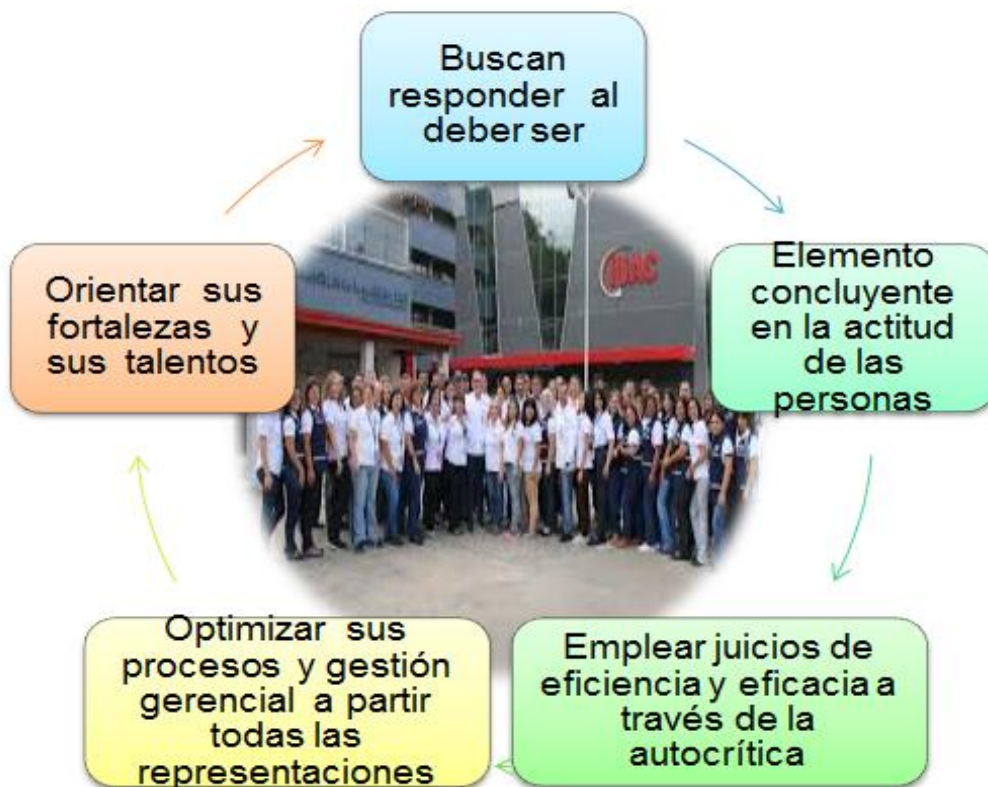 Buscan
responder al
deber ser
Elemento
concluyente
en la actitud
de las
personas
Emplear juicios de
eficiencia y eficacia a
través de la
autocrítica
Optimizar sus
procesos y gestión
gerencial a partir
todas las
representaciones
Orientar sus
fortalezas y
sus talentos